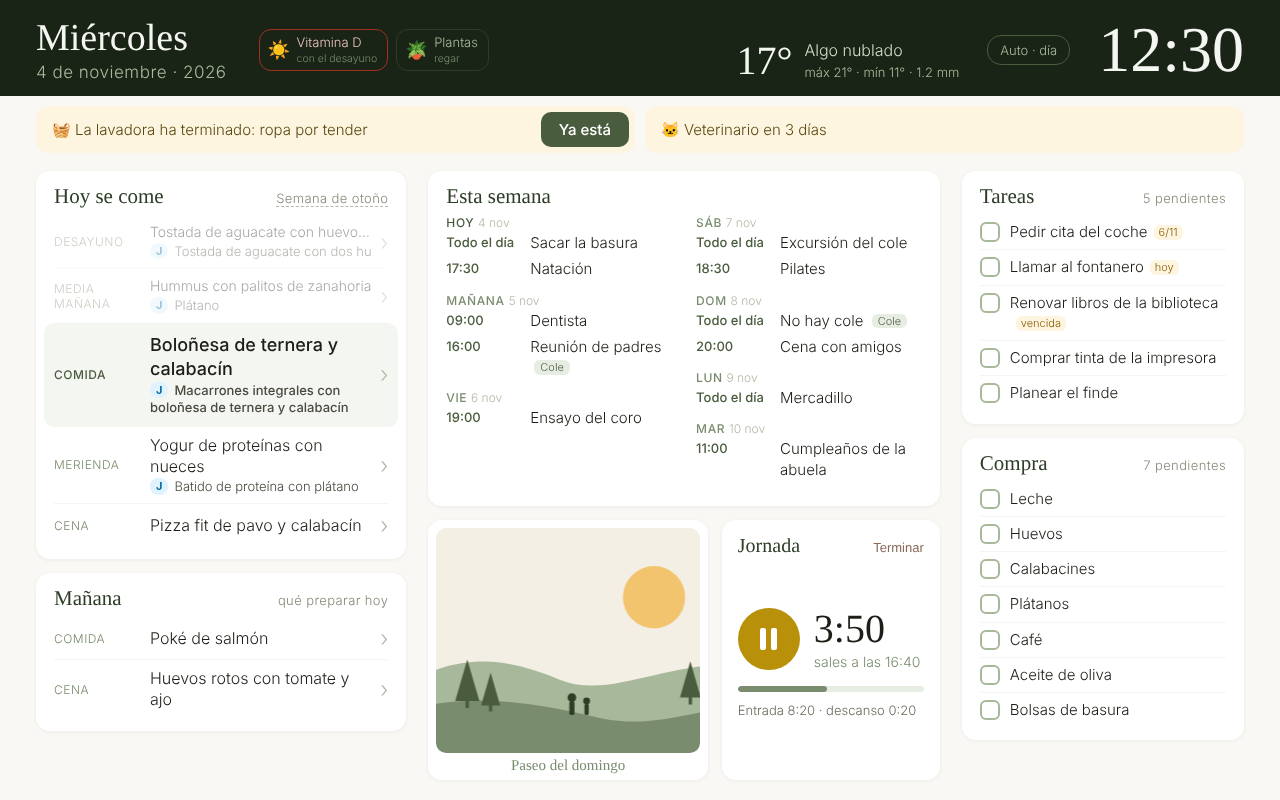 Miércoles
4 de noviembre · 2026
Vitamina D
con el desayuno
Plantas
regar
17°
Algo nublado
máx 21° · mín 11° · 1.2 mm
Auto · día
12:30
La lavadora ha terminado: ropa por tender
Ya está
Veterinario en 3 días
Hoy se come
Semana de otoño
DESAYUNO
Tostada de aguacate con huevo...
J Tostada de aguacate con dos hu
MEDIA
MAÑANA
Hummus con palitos de zanahoria
J Plátano
COMIDA
Boloñesa de ternera y
calabacín
J Macarrones integrales con
boloñesa de ternera y calabacín
MERIENDA
Yogur de proteínas con
nueces
J Batido de proteína con plátano
CENA
Pizza fit de pavo y calabacín
Mañana
qué preparar hoy
COMIDA
Poké de salmón
CENA
Huevos rotos con tomate y
ajo
Esta semana
HOY 4 nov
Todo el día Sacar la basura
17:30 Natación
MAÑANA 5 nov
09:00 Dentista
16:00 Reunión de padres
Cole
VIE 6 nov
19:00 Ensayo del coro
SÁB 7 nov
Todo el día Excursión del cole
18:30 Pilates
DOM 8 nov
Todo el día No hay cole Cole
20:00 Cena con amigos
LUN 9 nov
Todo el día Mercadillo
MAR 10 nov
11:00 Cumpleaños de la
abuela
Paseo del domingo
Jornada
Terminar
3:50
sales a las 16:40
Entrada 8:20 · descanso 0:20
Tareas
5 pendientes
Pedir cita del coche 6/11
Llamar al fontanero hoy
Renovar libros de la biblioteca
vencida
Comprar tinta de la impresora
Planear el finde
Compra
7 pendientes
Leche
Huevos
Calabacines
Plátanos
Café
Aceite de oliva
Bolsas de basura